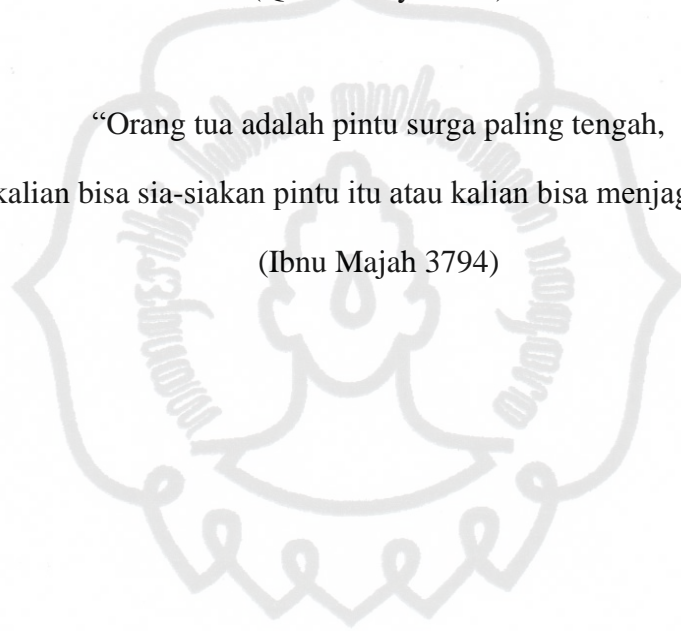 “Orang tua adalah pintu surga paling tengah,
kalian bisa sia-siakan pintu itu atau kalian bisa menjag
(Ibnu Majah 3794)